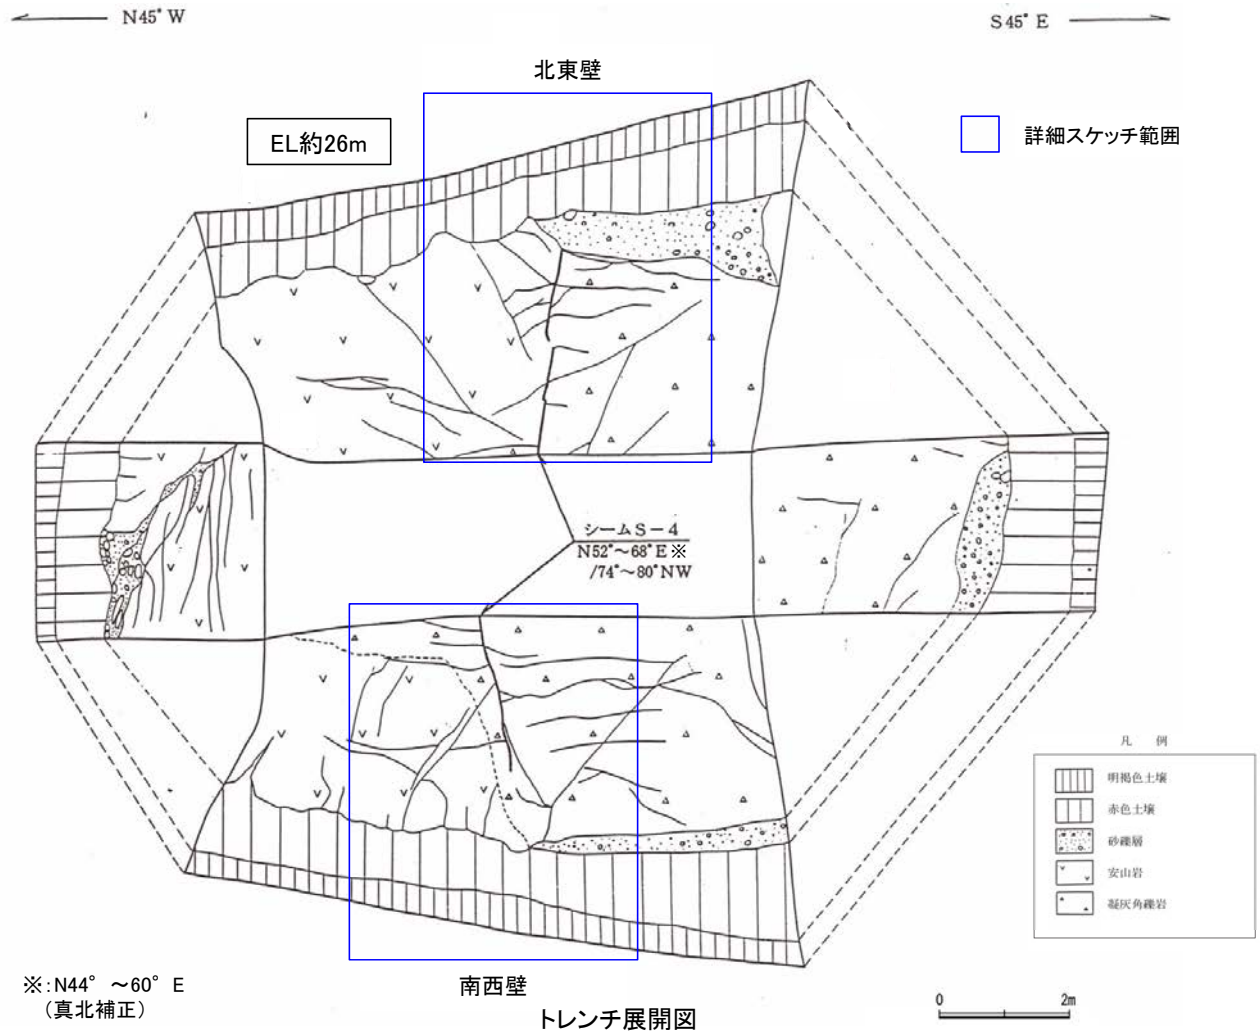 N45°W
S45°E
北東壁
EL約26m
詳細スケッチ範囲
シームS-4
N52°～68°E※
/74°～80°NW
凡 例
明褐色土壌
赤色土壌
砂礫層
安山岩
凝灰角礫岩
※:N44° ～60° E
（真北補正）
南西壁
トレンチ展開図
0 2m